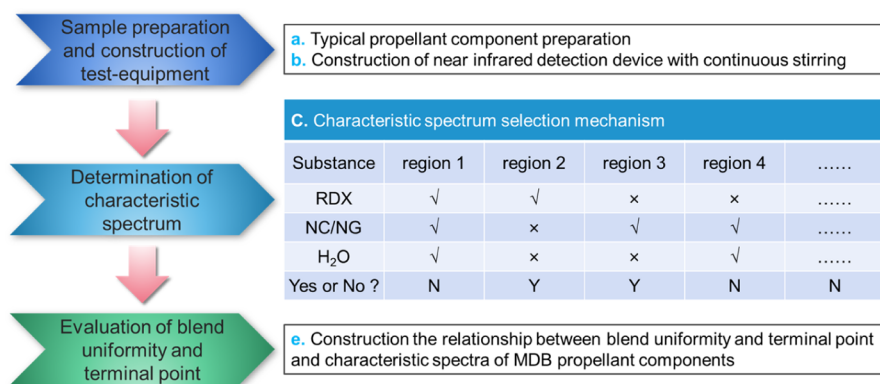 Sample preparation
and construction of
test-equipment
a. Typical propellant component preparation
b. Construction of near infrared detection device with continuous stirring
Determination of
characteristic
spectrum
C. Characteristic spectrum selection mechanism
Substance region 1 region 2 region 3 region 4 ......
RDX √ √ × × ......
NC/NG √ × √ √ ......
H₂O √ × × √ ......
Yes or No ? N Y Y N N
Evaluation of blend
uniformity and
terminal point
e. Construction the relationship between blend uniformity and terminal point
and characteristic spectra of MDB propellant components